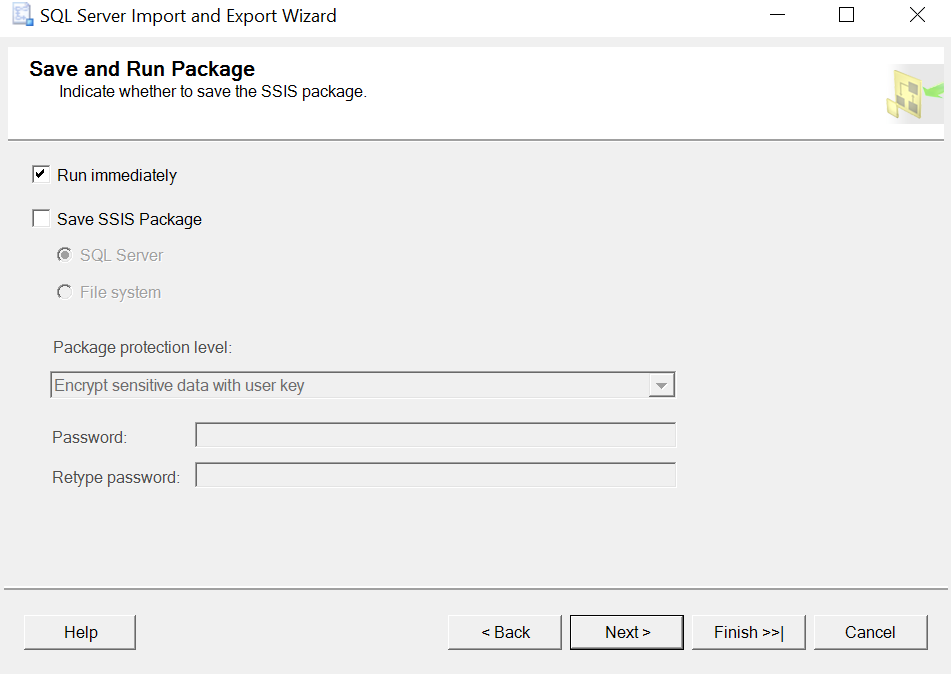 SQL Server Import and Export Wizard
Save and Run Package
Indicate whether to save the SSIS package.
Run immediately
Save SSIS Package
SQL Server
File system
Package protection level:
Encrypt sensitive data with user key
Password:
Retype password:
Help
< Back
Next >
Finish >>|
Cancel